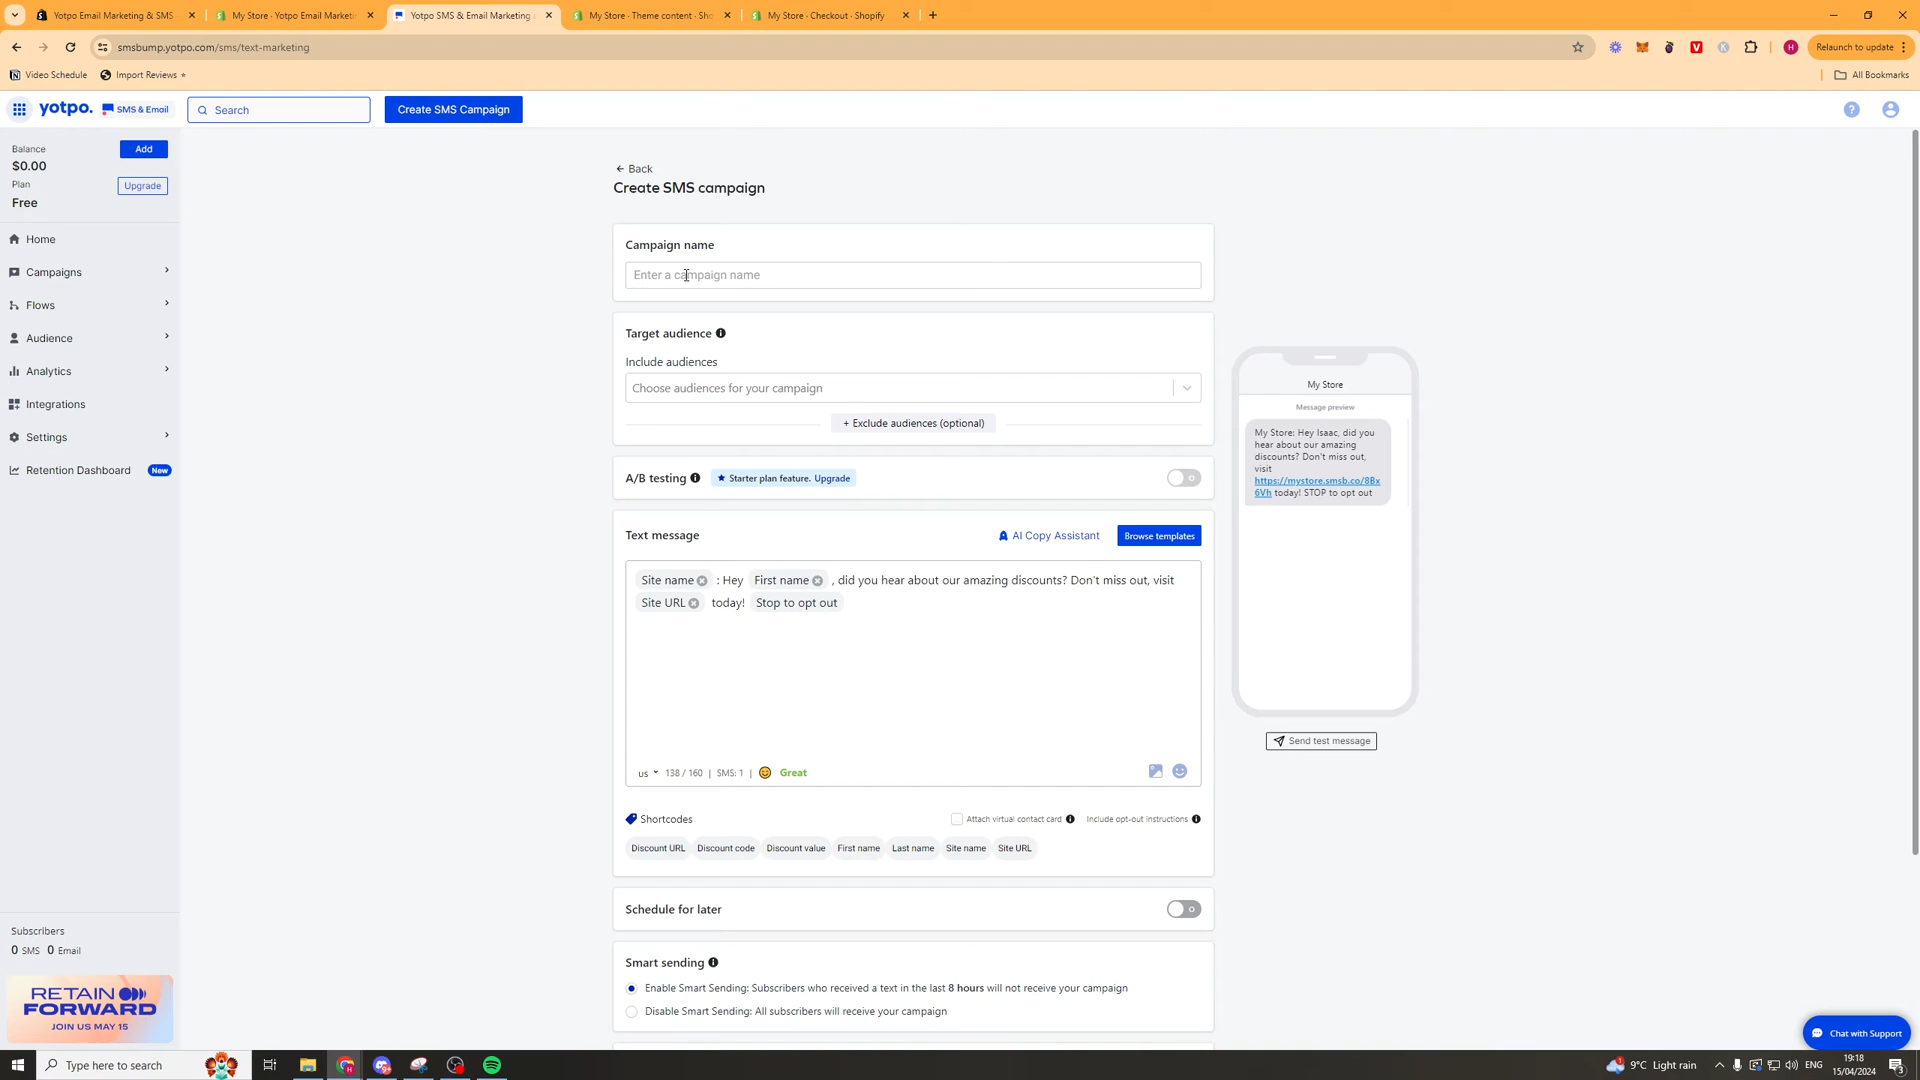 Yotpo Email Marketing & SMS
My Store · Yotpo Email Marketi
Yotpo SMS & Email Marketing
My Store · Theme content · Sho
My Store · Checkout · Shopify
smsbump.yotpo.com/sms/text-marketing
H
Relaunch to update
Video Schedule
Import Reviews
All Bookmarks
yotpo.
SMS & Email
Search
Create SMS Campaign
Balance
Add
$0.00
Plan
Upgrade
Free
Home
Campaigns
Flows
Audience
Analytics
Integrations
Settings
Retention Dashboard
New
Subscribers
0 SMS 0 Email
RETAIN
FORWARD
JOIN US MAY 15
← Back
Create SMS campaign
Campaign name
Enter a campaign name
Target audience
Include audiences
Choose audiences for your campaign
+ Exclude audiences (optional)
A/B testing
Starter plan feature. Upgrade
Text message
AI Copy Assistant
Browse templates
Site name : Hey First name , did you hear about our amazing discounts? Don't miss out, visit
Site URL today! Stop to opt out
us 138 / 160 | SMS: 1 | Great
Shortcodes
Attach virtual contact card
Include opt-out instructions
Discount URL
Discount code
Discount value
First name
Last name
Site name
Site URL
Schedule for later
Smart sending
Enable Smart Sending: Subscribers who received a text in the last 8 hours will not receive your campaign
Disable Smart Sending: All subscribers will receive your campaign
My Store
Message preview
My Store: Hey Isaac, did you
hear about our amazing
discounts? Don't miss out,
visit
https://mystore.smsb.co/8Bx
6Vh today! STOP to opt out
Send test message
Chat with Support
Type here to search
9°C Light rain
ENG
19:18
15/04/2024